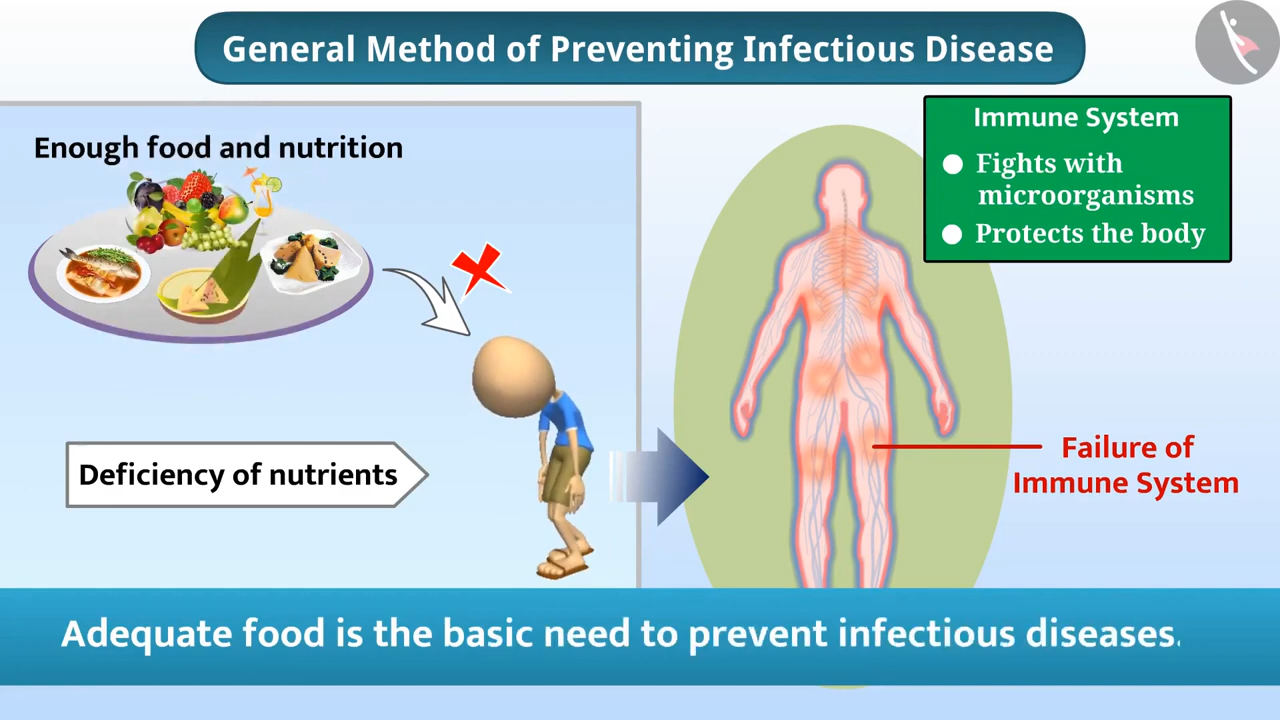 General Method of Preventing Infectious Disease
Enough food and nutrition
Deficiency of nutrients
Immune System
Fights with
microorganisms
Protects the body
Failure of
Immune System
Adequate food is the basic need to prevent infectious diseases.